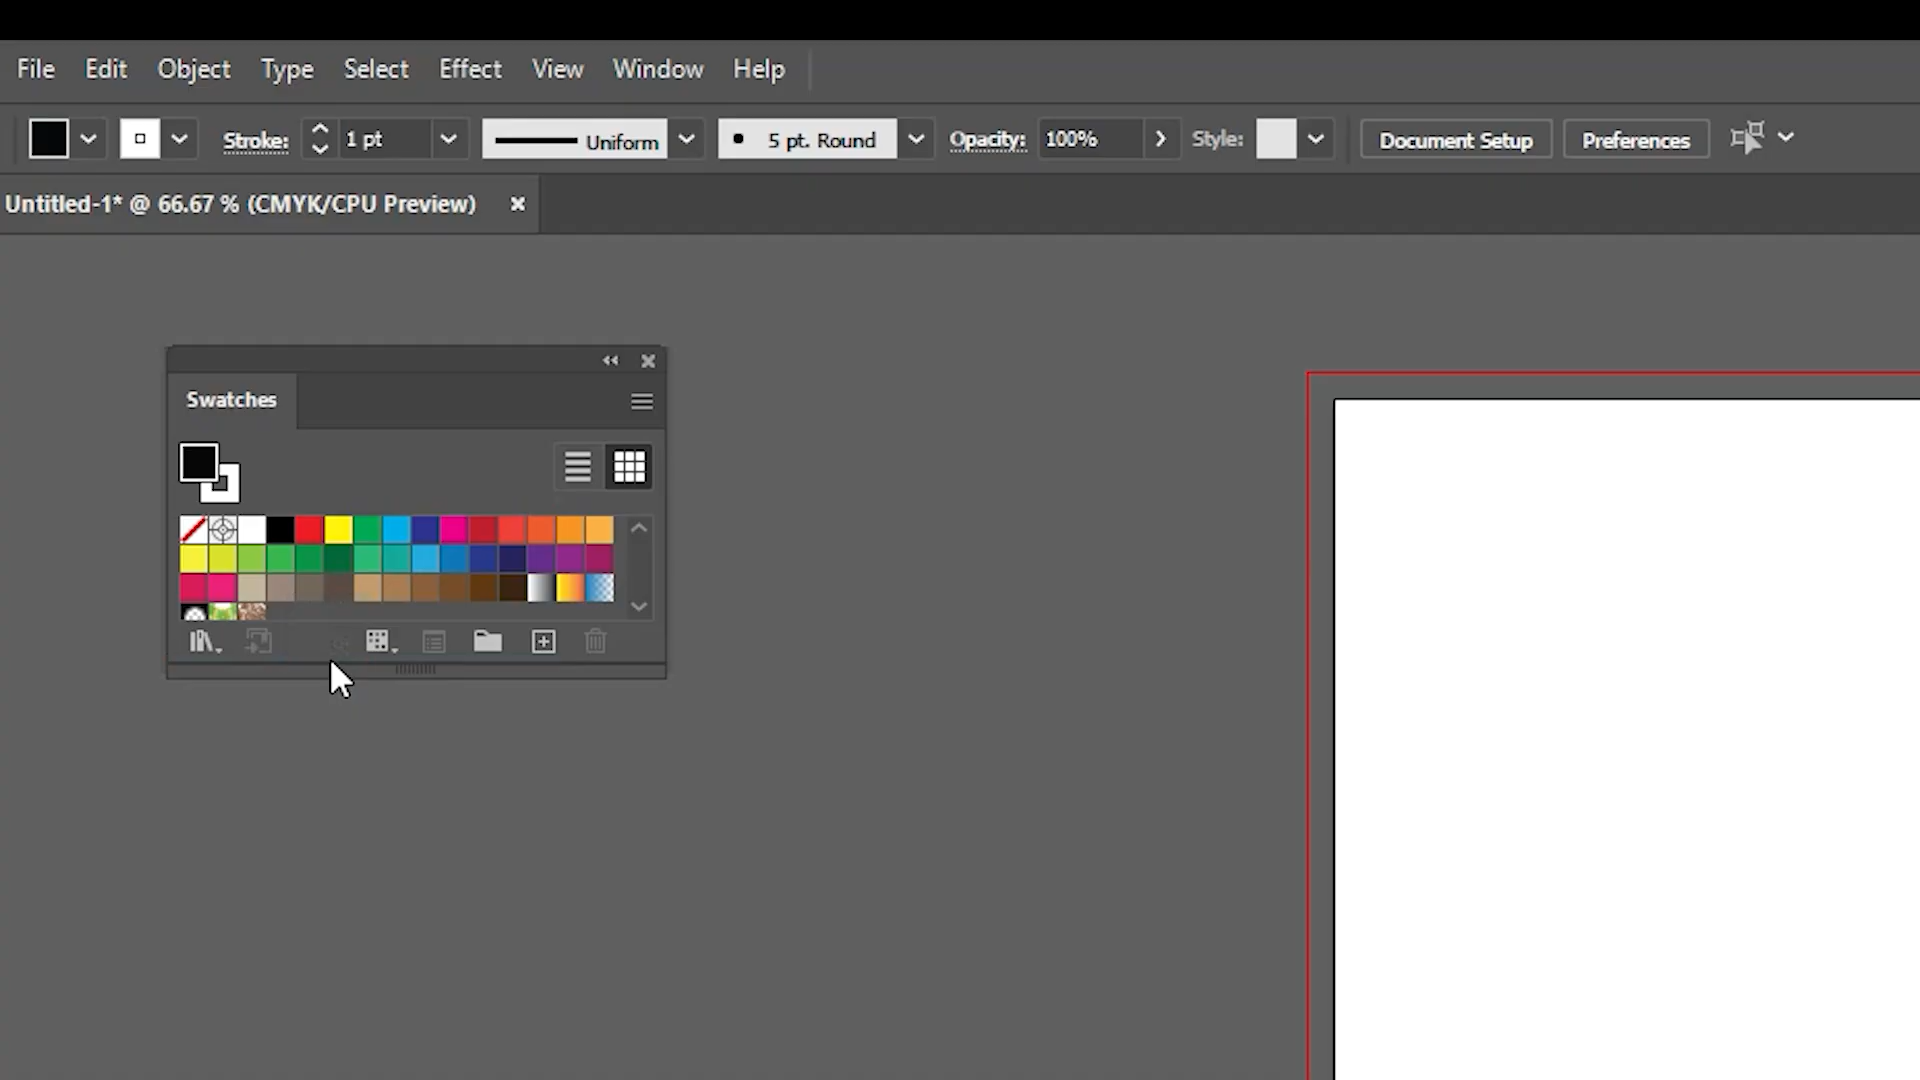 File Edit Object Type Select Effect View Window Help
Stroke: 1 pt Uniform 5 pt. Round Opacity: 100% Style: Document Setup Preferences
Untitled-1* @ 66.67 % (CMYK/CPU Preview)
Swatches